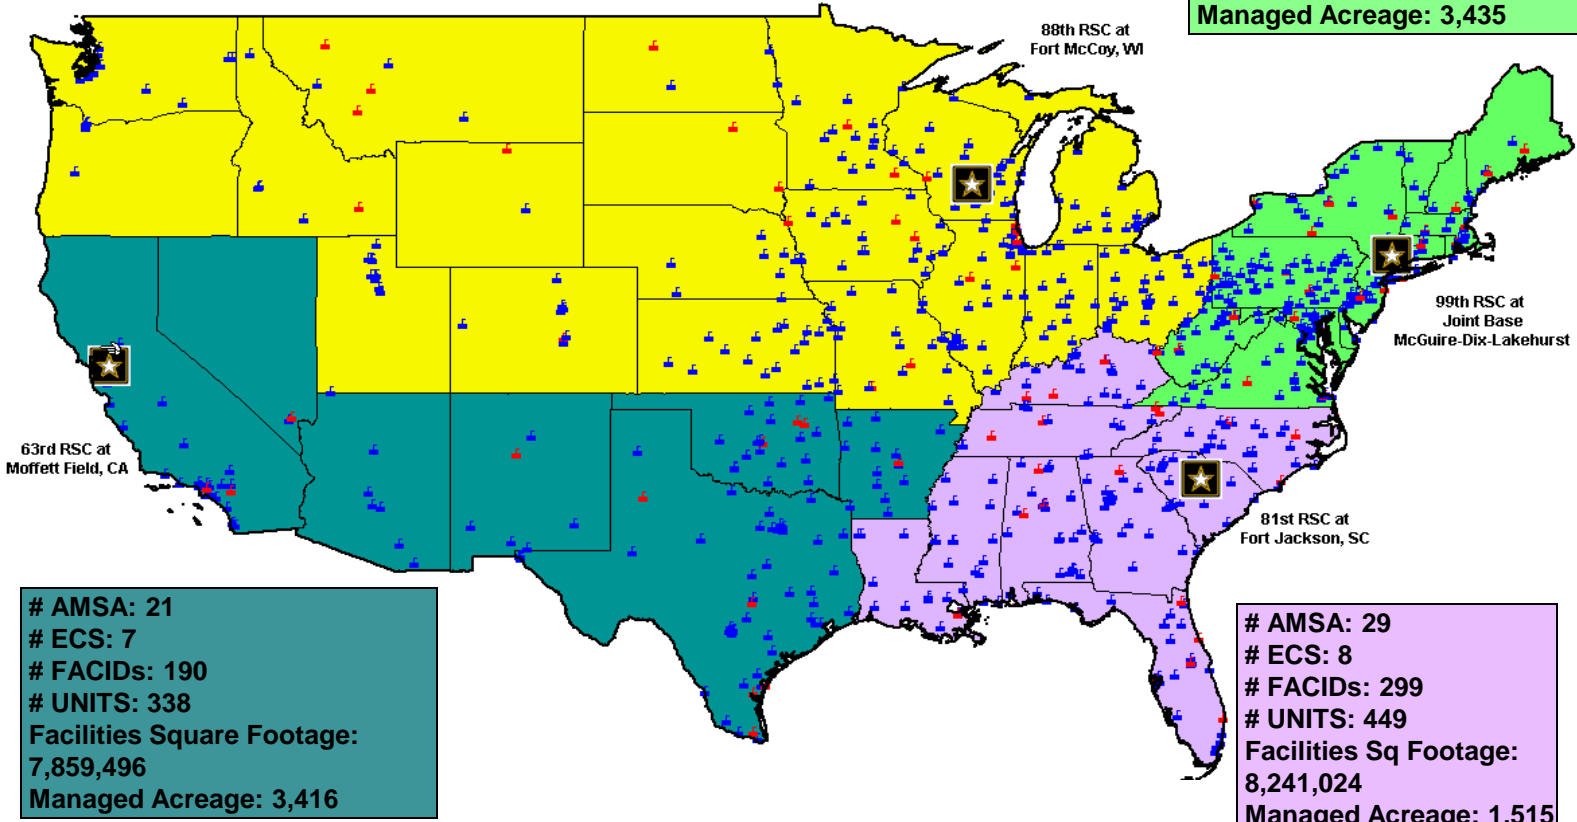 Managed Acreage: 3,435
88th RSC at
Fort McCoy, WI
99th RSC at
Joint Base
McGuire-Dix-Lakehurst
63rd RSC at
Moffett Field, CA
81st RSC at
Fort Jackson, SC
# AMSA: 21
# ECS: 7
# FACIDs: 190
# UNITS: 338
Facilities Square Footage:
7,859,496
Managed Acreage: 3,416
# AMSA: 29
# ECS: 8
# FACIDs: 299
# UNITS: 449
Facilities Sq Footage:
8,241,024
Managed Acreage: 1,515